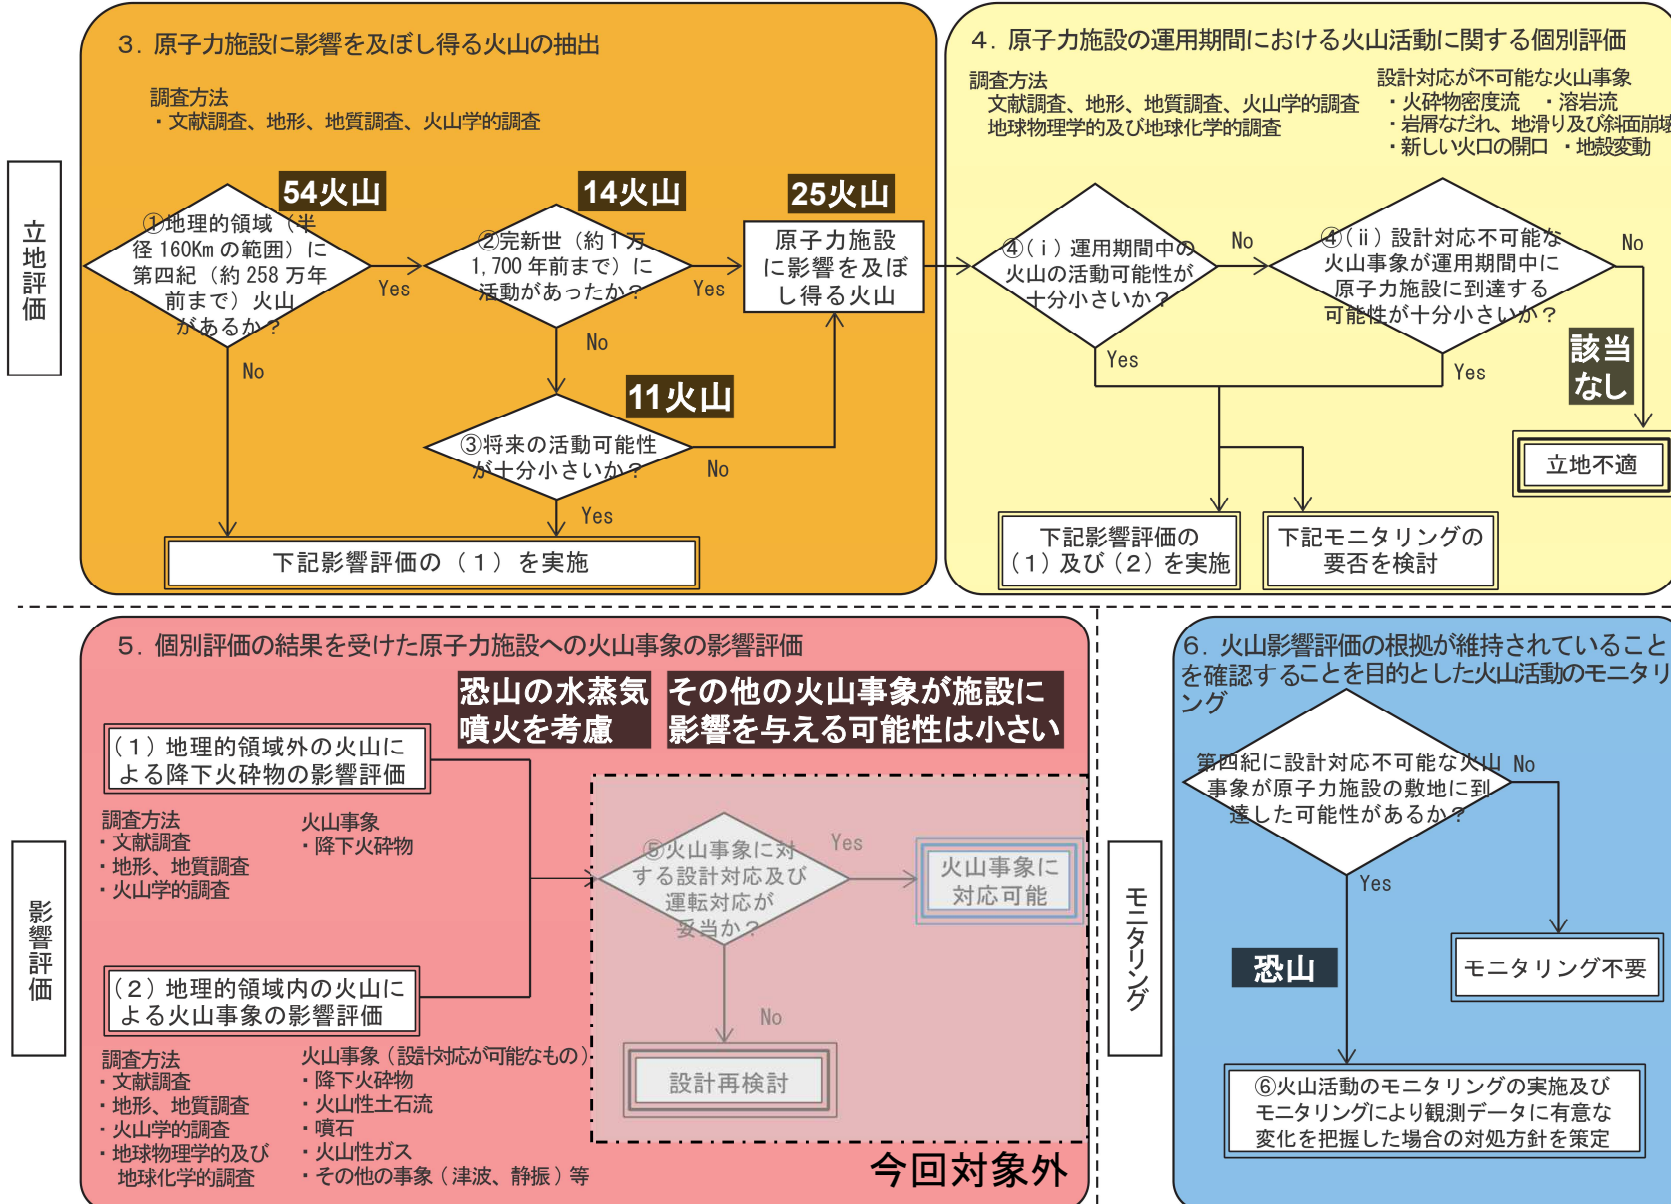 立地評価
3. 原子力施設に影響を及ぼし得る火山の抽出
調査方法
・文献調査、地形、地質調査、火山学的調査
54火山
①地理的領域（半
径 160Km の範囲）に
第四紀（約 258 万年
前まで）火山
があるか？
Yes
No
14火山
②完新世（約 1 万
1,700 年前まで）に
活動があったか？
Yes
No
25火山
原子力施設
に影響を及ぼ
し得る火山
11火山
③将来の活動可能性
が十分小さいか？
No
Yes
下記影響評価の（1）を実施
4. 原子力施設の運用期間における火山活動に関する個別評価
調査方法
文献調査、地形、地質調査、火山学的調査
地球物理学的及び地球化学的調査
設計対応が不可能な火山事象
・火砕物密度流　・溶岩流
・岩屑なだれ、地滑り及び斜面崩壊
・新しい火口の開口　・地殻変動
④(ⅰ) 運用期間中の
火山の活動可能性が
十分小さいか？
No
Yes
④(ⅱ) 設計対応不可能な
火山事象が運用期間中に
原子力施設に到達する
可能性が十分小さいか？
No
Yes
該当
なし
立地不適
下記影響評価の
（1）及び（2）を実施
下記モニタリングの
要否を検討
影響評価
5. 個別評価の結果を受けた原子力施設への火山事象の影響評価
恐山の水蒸気
噴火を考慮
その他の火山事象が施設に
影響を与える可能性は小さい
（1）地理的領域外の火山に
よる降下火砕物の影響評価
調査方法
・文献調査
・地形、地質調査
・火山学的調査
火山事象
・降下火砕物
⑤火山事象に対
する設計対応及び
運転対応が
妥当か？
Yes
火山事象に
対応可能
No
設計再検討
（2）地理的領域内の火山に
よる火山事象の影響評価
調査方法
・文献調査
・地形、地質調査
・火山学的調査
・地球物理学的及び
地球化学的調査
火山事象（設計対応が可能なもの）
・降下火砕物
・火山性土石流
・噴石
・火山性ガス
・その他の事象（津波、静振）等
今回対象外
モニタリング
6. 火山影響評価の根拠が維持されていること
を確認することを目的とした火山活動のモニタリ
ング
第四紀に設計対応不可能な火山
事象が原子力施設の敷地に到
達した可能性があるか？
No
Yes
恐山
モニタリング不要
⑥火山活動のモニタリングの実施及び
モニタリングにより観測データに有意な
変化を把握した場合の対処方針を策定